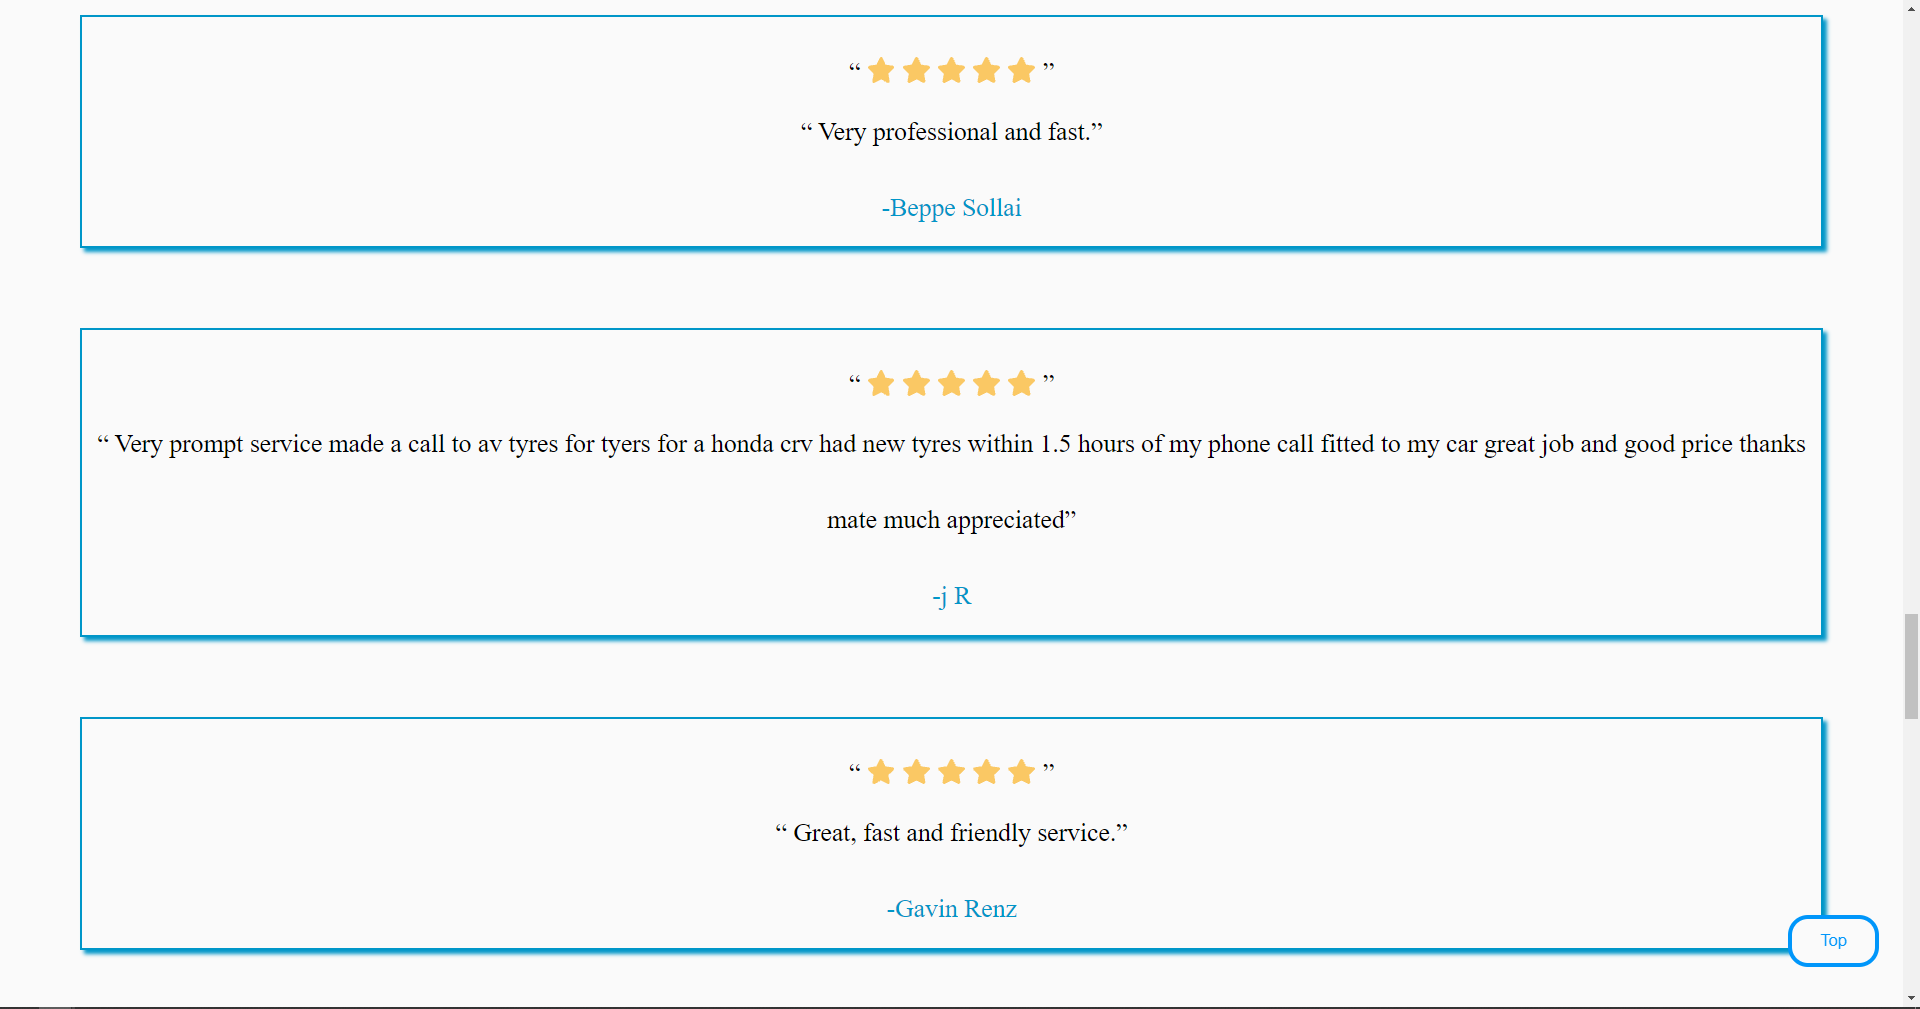 “ ★ ★ ★ ★ ★ ”
“ Very professional and fast.”
-Beppe Sollai
“ ★ ★ ★ ★ ★ ”
“ Very prompt service made a call to av tyres for tyers for a honda crv had new tyres within 1.5 hours of my phone call fitted to my car great job and good price thanks
mate much appreciated”
-j R
“ ★ ★ ★ ★ ★ ”
“ Great, fast and friendly service.”
-Gavin Renz
Top